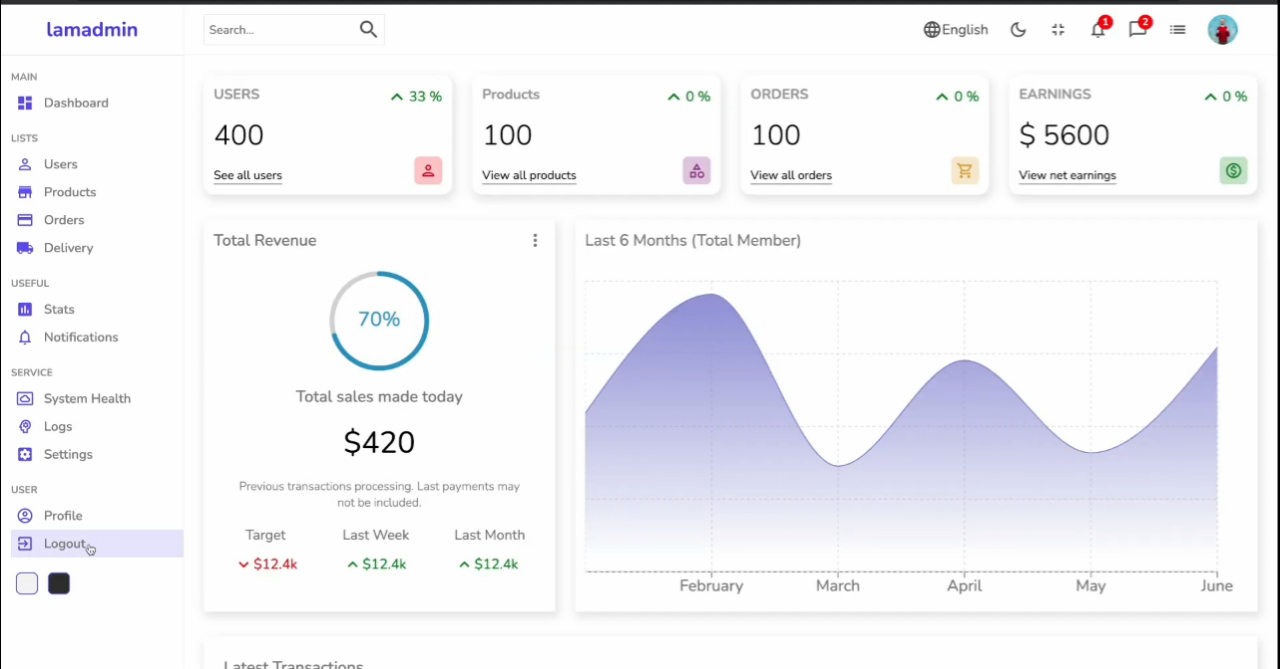 lamadmin
Search...
English
1
2
MAIN
Dashboard
LISTS
Users
Products
Orders
Delivery
USEFUL
Stats
Notifications
SERVICE
System Health
Logs
Settings
USER
Profile
Logout
USERS
33 %
400
See all users
Products
0 %
100
View all products
ORDERS
0 %
100
View all orders
EARNINGS
0 %
$ 5600
View net earnings
Total Revenue
70%
Total sales made today
$420
Previous transactions processing. Last payments may
not be included.
Target
Last Week
Last Month
$12.4k
$12.4k
$12.4k
Last 6 Months (Total Member)
February
March
April
May
June
Latest Transactions